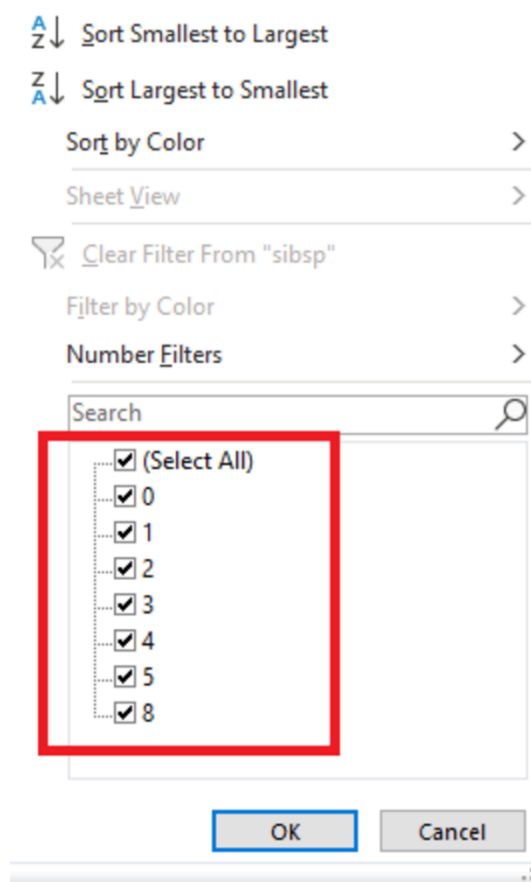 Sort Smallest to Largest
Sort Largest to Smallest
Sort by Color
Sheet View
Clear Filter From "sibsp"
Filter by Color
Number Filters
Search
(Select All)
0
1
2
3
4
5
8
OK Cancel